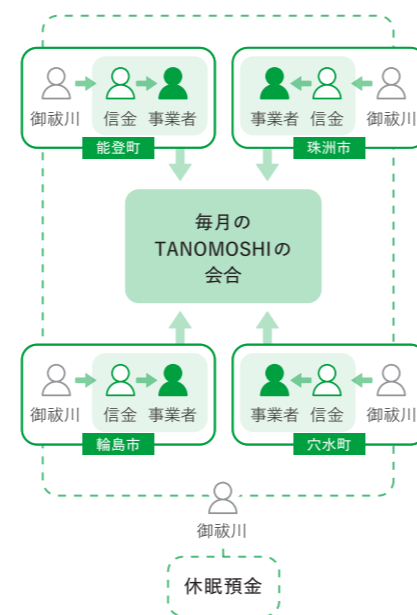 御祓川 信金 事業者
能登町
事業者 信金 御祓川
珠洲市
毎月の
TANOMOSHIの
会合
御祓川 信金 事業者
輪島市
事業者 信金 御祓川
穴水町
御祓川
休眠預金